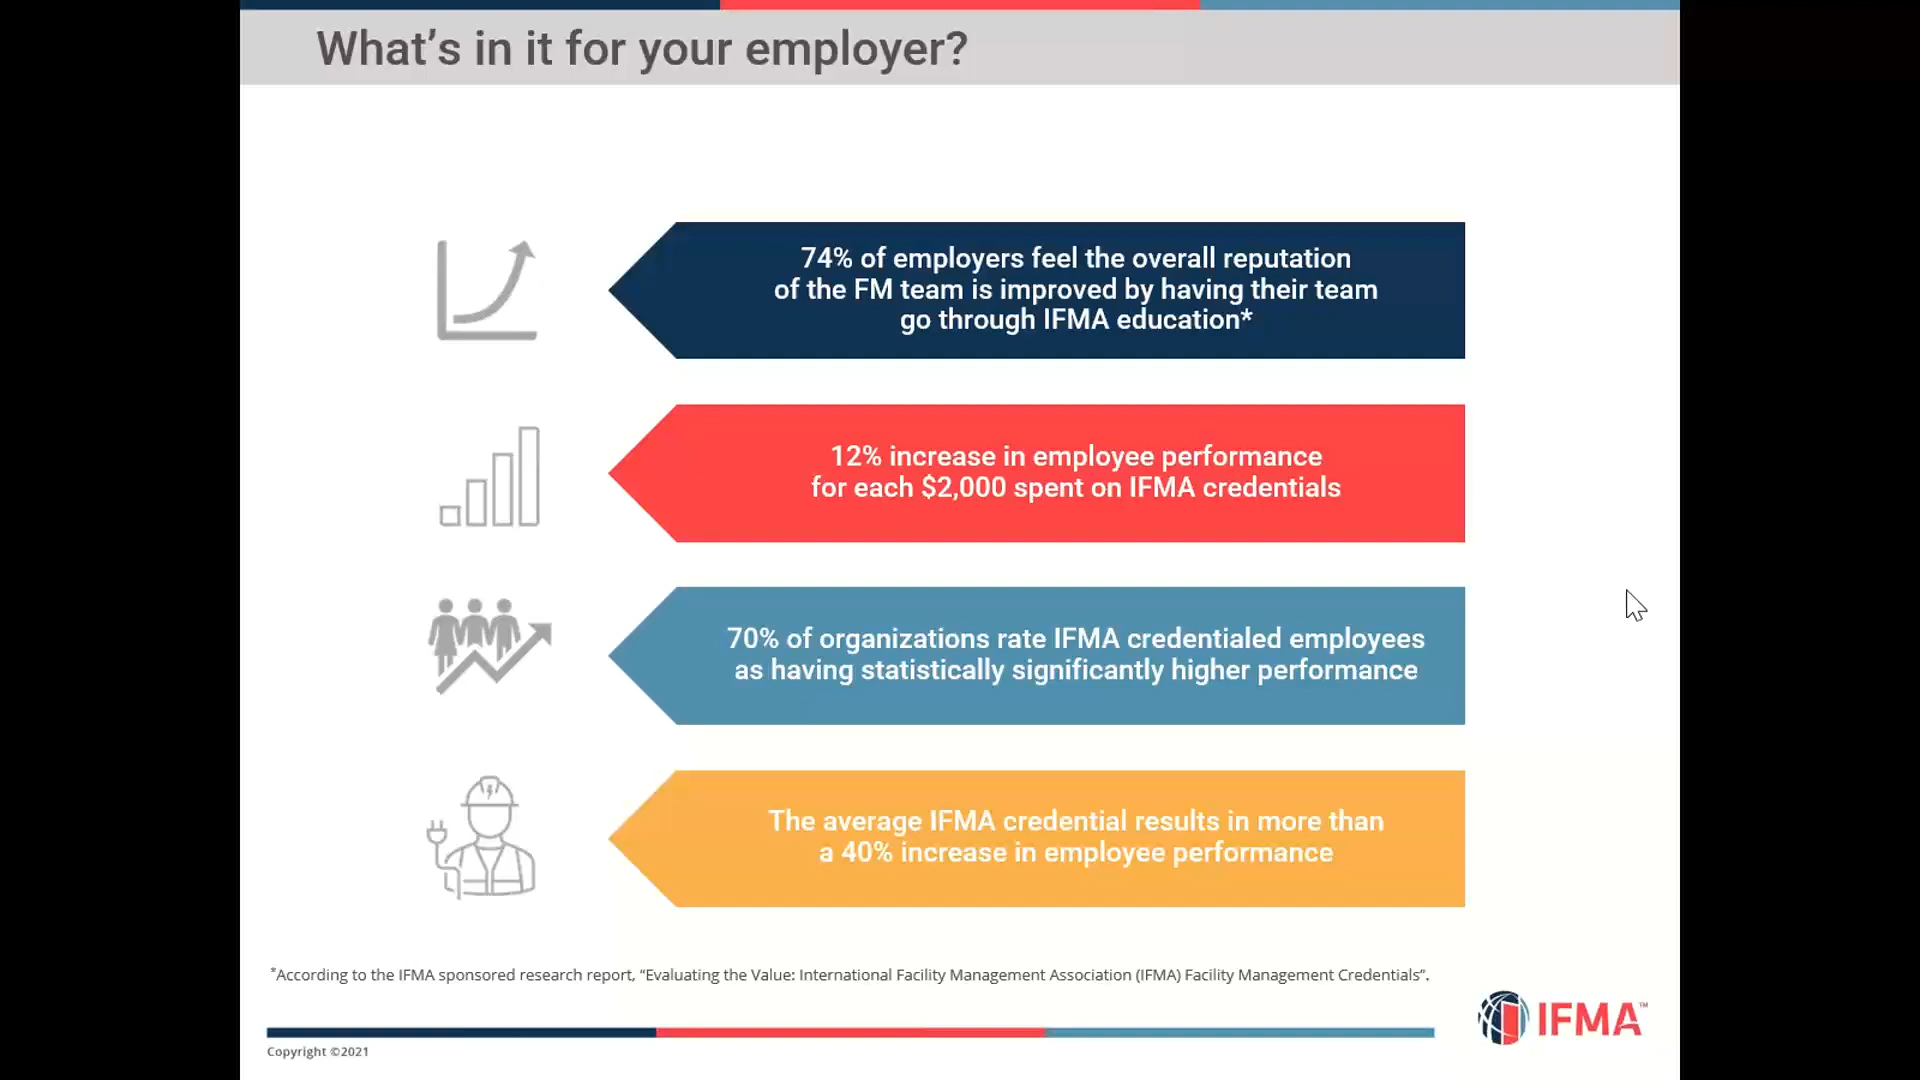 What's in it for your employer?
74% of employers feel the overall reputation
of the FM team is improved by having their team
go through IFMA education*
12% increase in employee performance
for each $2,000 spent on IFMA credentials
70% of organizations rate IFMA credentialed employees
as having statistically significantly higher performance
The average IFMA credential results in more than
a 40% increase in employee performance
*According to the IFMA sponsored research report, “Evaluating the Value: International Facility Management Association (IFMA) Facility Management Credentials”.
IFMA™
Copyright ©2021